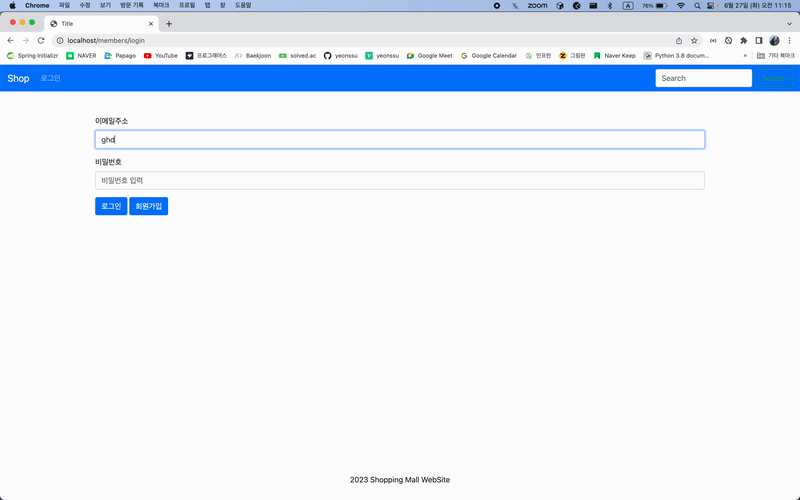 Chrome 파일 수정 보기 방문 기록 북마크 프로필 탭 창 도움말 zoom A 76% 6월 27일 (화) 오전 11:15
Title
localhost/members/login
Spring Initializr NAVER Papago YouTube 프로그래머스 Baekjoon solved.ac yeonssu yeonssu Google Meet Google Calendar 인프런 그림판 Naver Keep Python 3.8 docum... » 기타 북마크
Shop 로그인 Search Search
이메일주소
ghd
비밀번호
비밀번호 입력
로그인 회원가입
2023 Shopping Mall WebSite